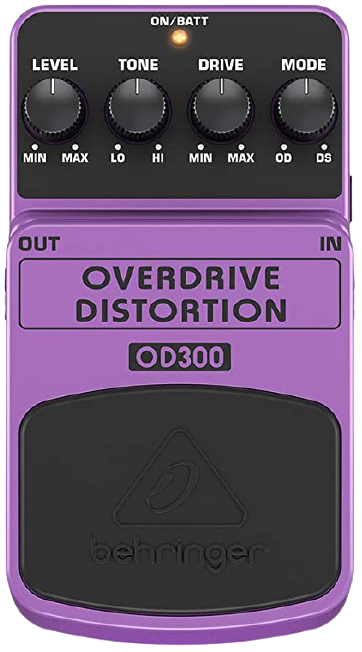 ON/BATT
LEVEL TONE DRIVE MODE
MIN MAX LO HI MIN MAX OD DS
OUT IN
OVERDRIVE
DISTORTION
OD300
behringer